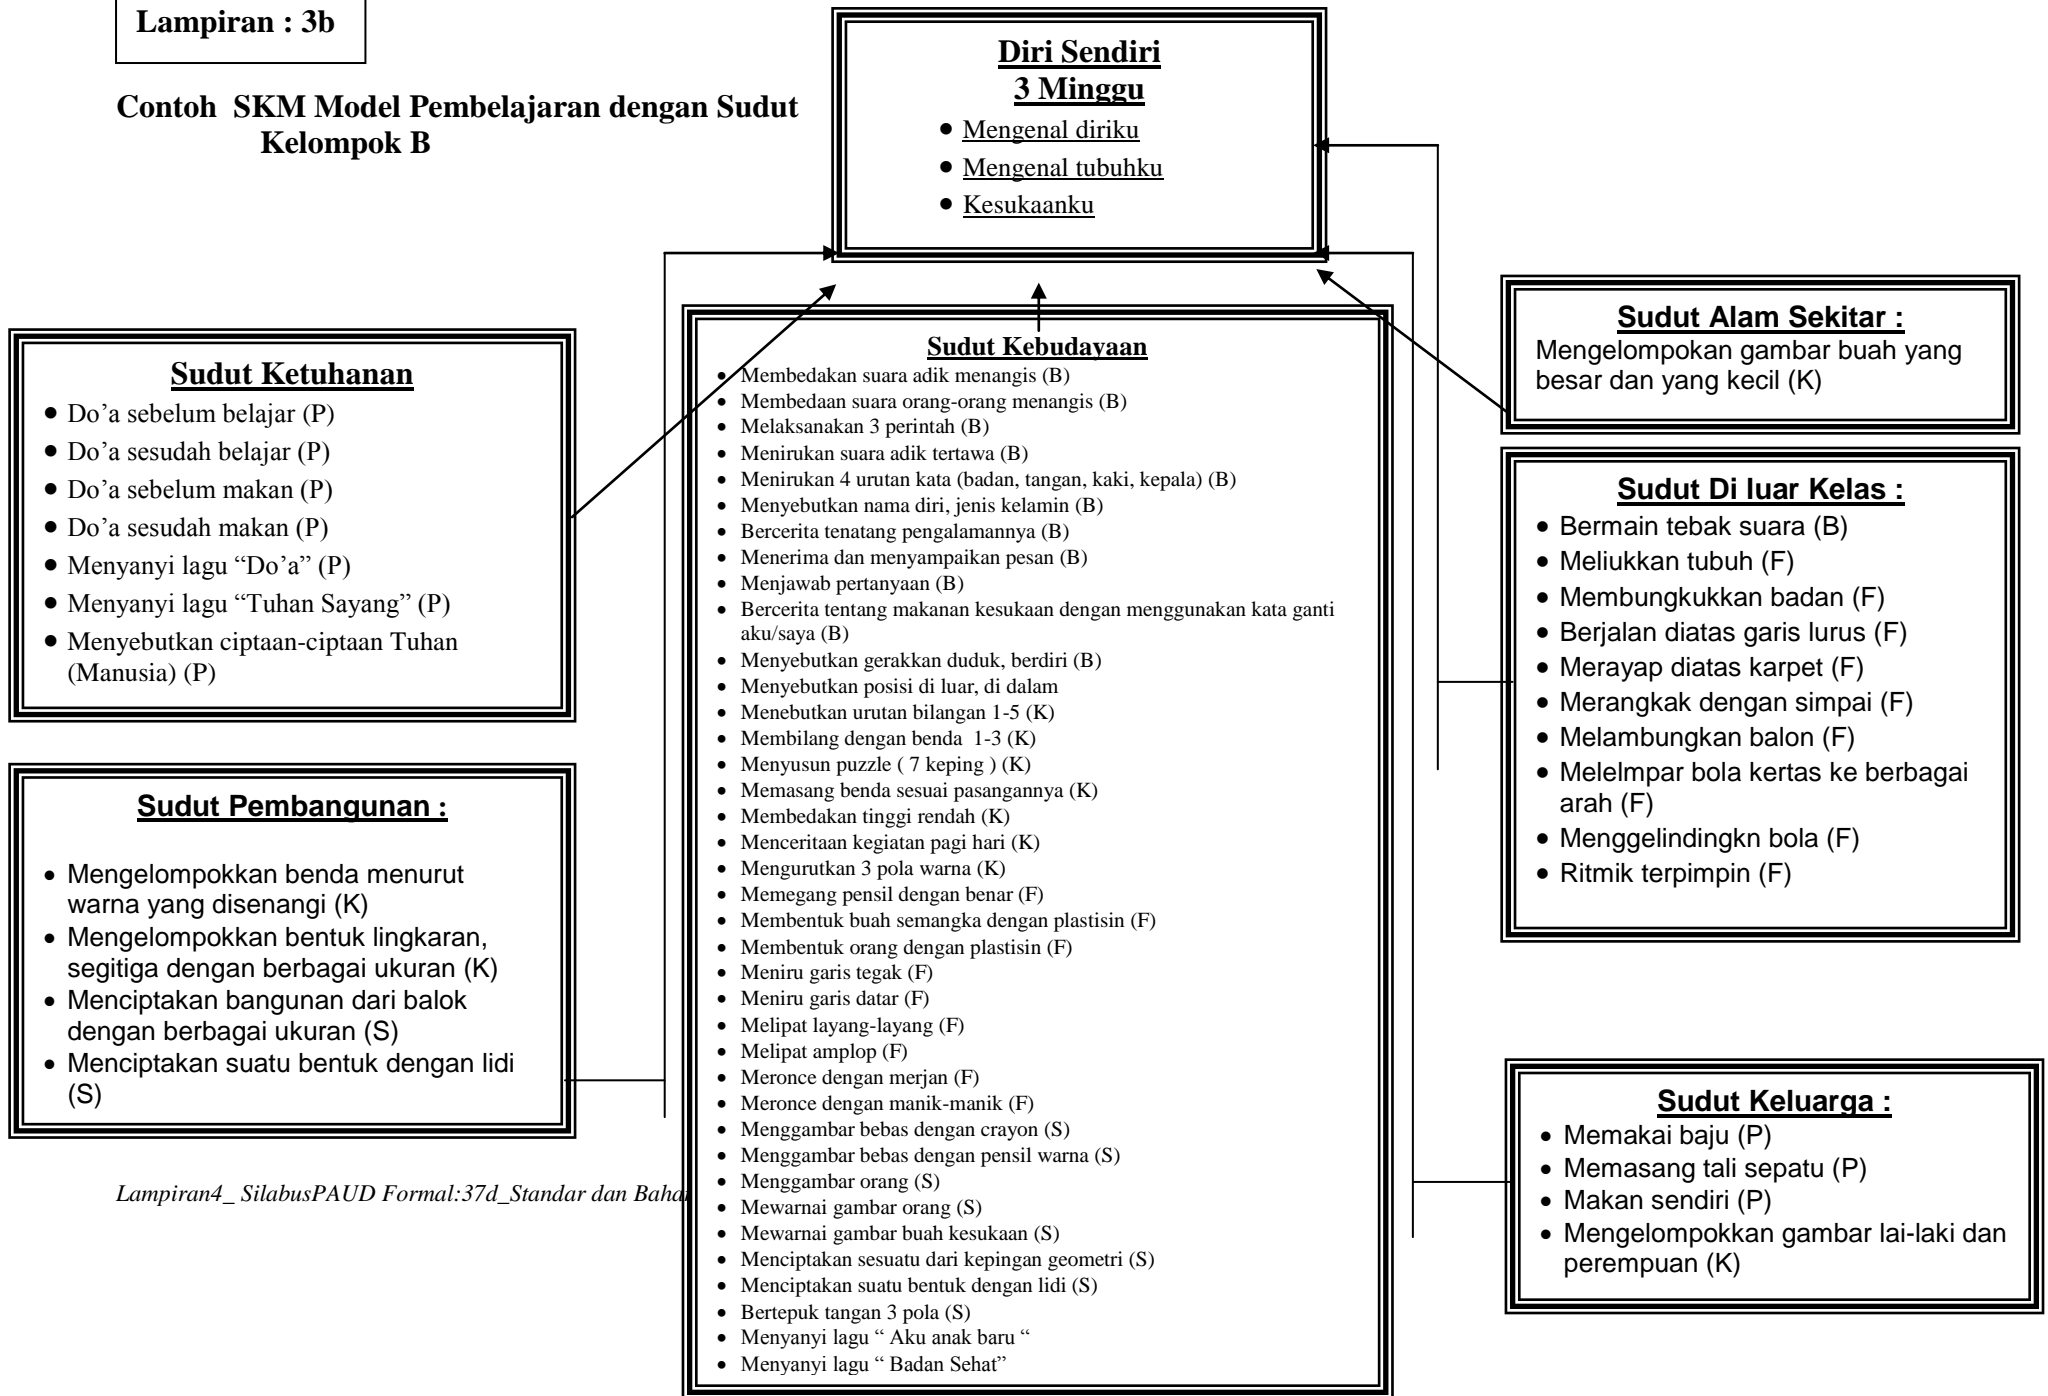 Lampiran : 3b
Contoh  SKM Model Pembelajaran dengan Sudut
Kelompok B
Diri Sendiri
3 Minggu
• Mengenal diriku
• Mengenal tubuhku
• Kesukaanku
Sudut Ketuhanan
• Do’a sebelum belajar (P)
• Do’a sesudah belajar (P)
• Do’a sebelum makan (P)
• Do’a sesudah makan (P)
• Menyanyi lagu “Do’a” (P)
• Menyanyi lagu “Tuhan Sayang” (P)
• Menyebutkan ciptaan-ciptaan Tuhan
(Manusia) (P)
Sudut Pembangunan :
• Mengelompokkan benda menurut
warna yang disenangi (K)
• Mengelompokkan bentuk lingkaran,
segitiga dengan berbagai ukuran (K)
• Menciptakan bangunan dari balok
dengan berbagai ukuran (S)
• Menciptakan suatu bentuk dengan lidi
(S)
Lampiran4_ SilabusPAUD Formal:37d_Standar dan Bahan
Sudut Kebudayaan
• Membedakan suara adik menangis (B)
• Membedaan suara orang-orang menangis (B)
• Melaksanakan 3 perintah (B)
• Menirukan suara adik tertawa (B)
• Menirukan 4 urutan kata (badan, tangan, kaki, kepala) (B)
• Menyebutkan nama diri, jenis kelamin (B)
• Bercerita tenatang pengalamannya (B)
• Menerima dan menyampaikan pesan (B)
• Menjawab pertanyaan (B)
• Bercerita tentang makanan kesukaan dengan menggunakan kata ganti
aku/saya (B)
• Menyebutkan gerakkan duduk, berdiri (B)
• Menyebutkan posisi di luar, di dalam
• Menebutkan urutan bilangan 1-5 (K)
• Membilang dengan benda  1-3 (K)
• Menyusun puzzle ( 7 keping ) (K)
• Memasang benda sesuai pasangannya (K)
• Membedakan tinggi rendah (K)
• Menceritaan kegiatan pagi hari (K)
• Mengurutkan 3 pola warna (K)
• Memegang pensil dengan benar (F)
• Membentuk buah semangka dengan plastisin (F)
• Membentuk orang dengan plastisin (F)
• Meniru garis tegak (F)
• Meniru garis datar (F)
• Melipat layang-layang (F)
• Melipat amplop (F)
• Meronce dengan merjan (F)
• Meronce dengan manik-manik (F)
• Menggambar bebas dengan crayon (S)
• Menggambar bebas dengan pensil warna (S)
• Menggambar orang (S)
• Mewarnai gambar orang (S)
• Mewarnai gambar buah kesukaan (S)
• Menciptakan sesuatu dari kepingan geometri (S)
• Menciptakan suatu bentuk dengan lidi (S)
• Bertepuk tangan 3 pola (S)
• Menyanyi lagu “ Aku anak baru “
• Menyanyi lagu “ Badan Sehat”
Sudut Alam Sekitar :
Mengelompokan gambar buah yang
besar dan yang kecil (K)
Sudut Di luar Kelas :
• Bermain tebak suara (B)
• Meliukkan tubuh (F)
• Membungkukkan badan (F)
• Berjalan diatas garis lurus (F)
• Merayap diatas karpet (F)
• Merangkak dengan simpai (F)
• Melambungkan balon (F)
• Melelmpar bola kertas ke berbagai
arah (F)
• Menggelindingkn bola (F)
• Ritmik terpimpin (F)
Sudut Keluarga :
• Memakai baju (P)
• Memasang tali sepatu (P)
• Makan sendiri (P)
• Mengelompokkan gambar lai-laki dan
perempuan (K)